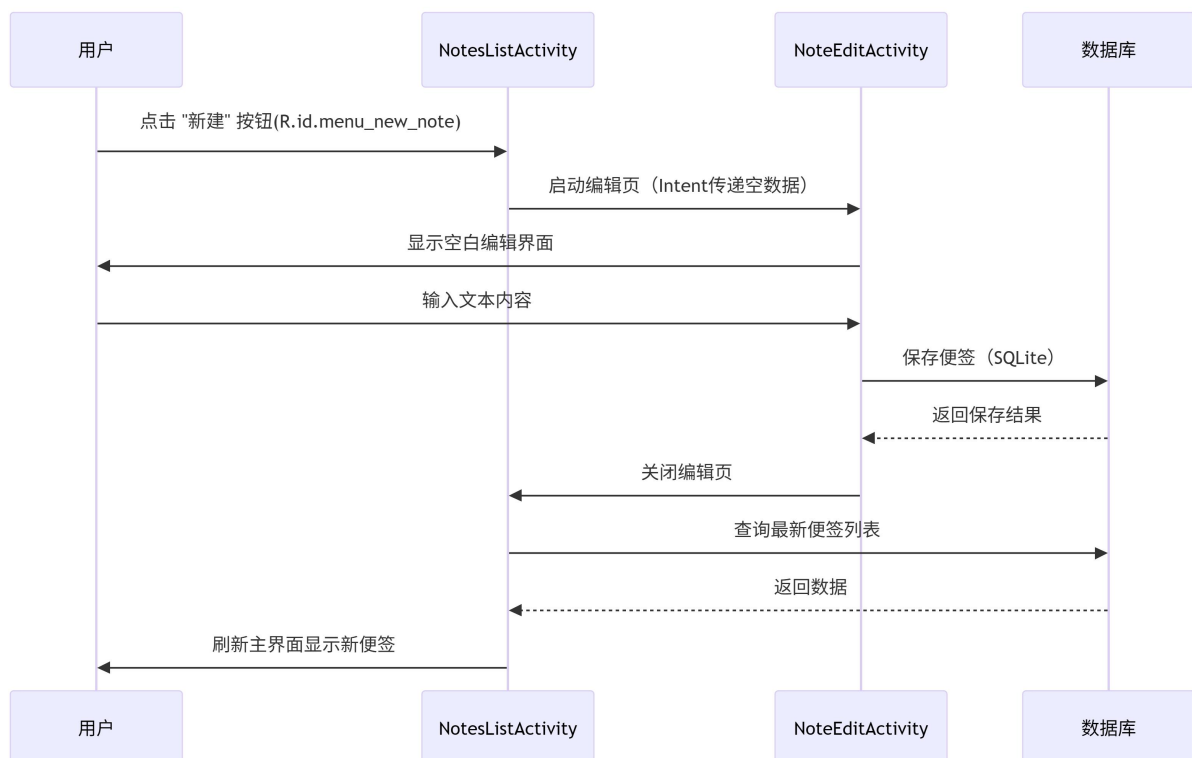 用户
NotesListActivity
NoteEditActivity
数据库
点击 "新建" 按钮(R.id.menu_new_note)
启动编辑页（Intent传递空数据）
显示空白编辑界面
输入文本内容
保存便签（SQLite）
返回保存结果
关闭编辑页
查询最新便签列表
返回数据
刷新主界面显示新便签
用户
NotesListActivity
NoteEditActivity
数据库